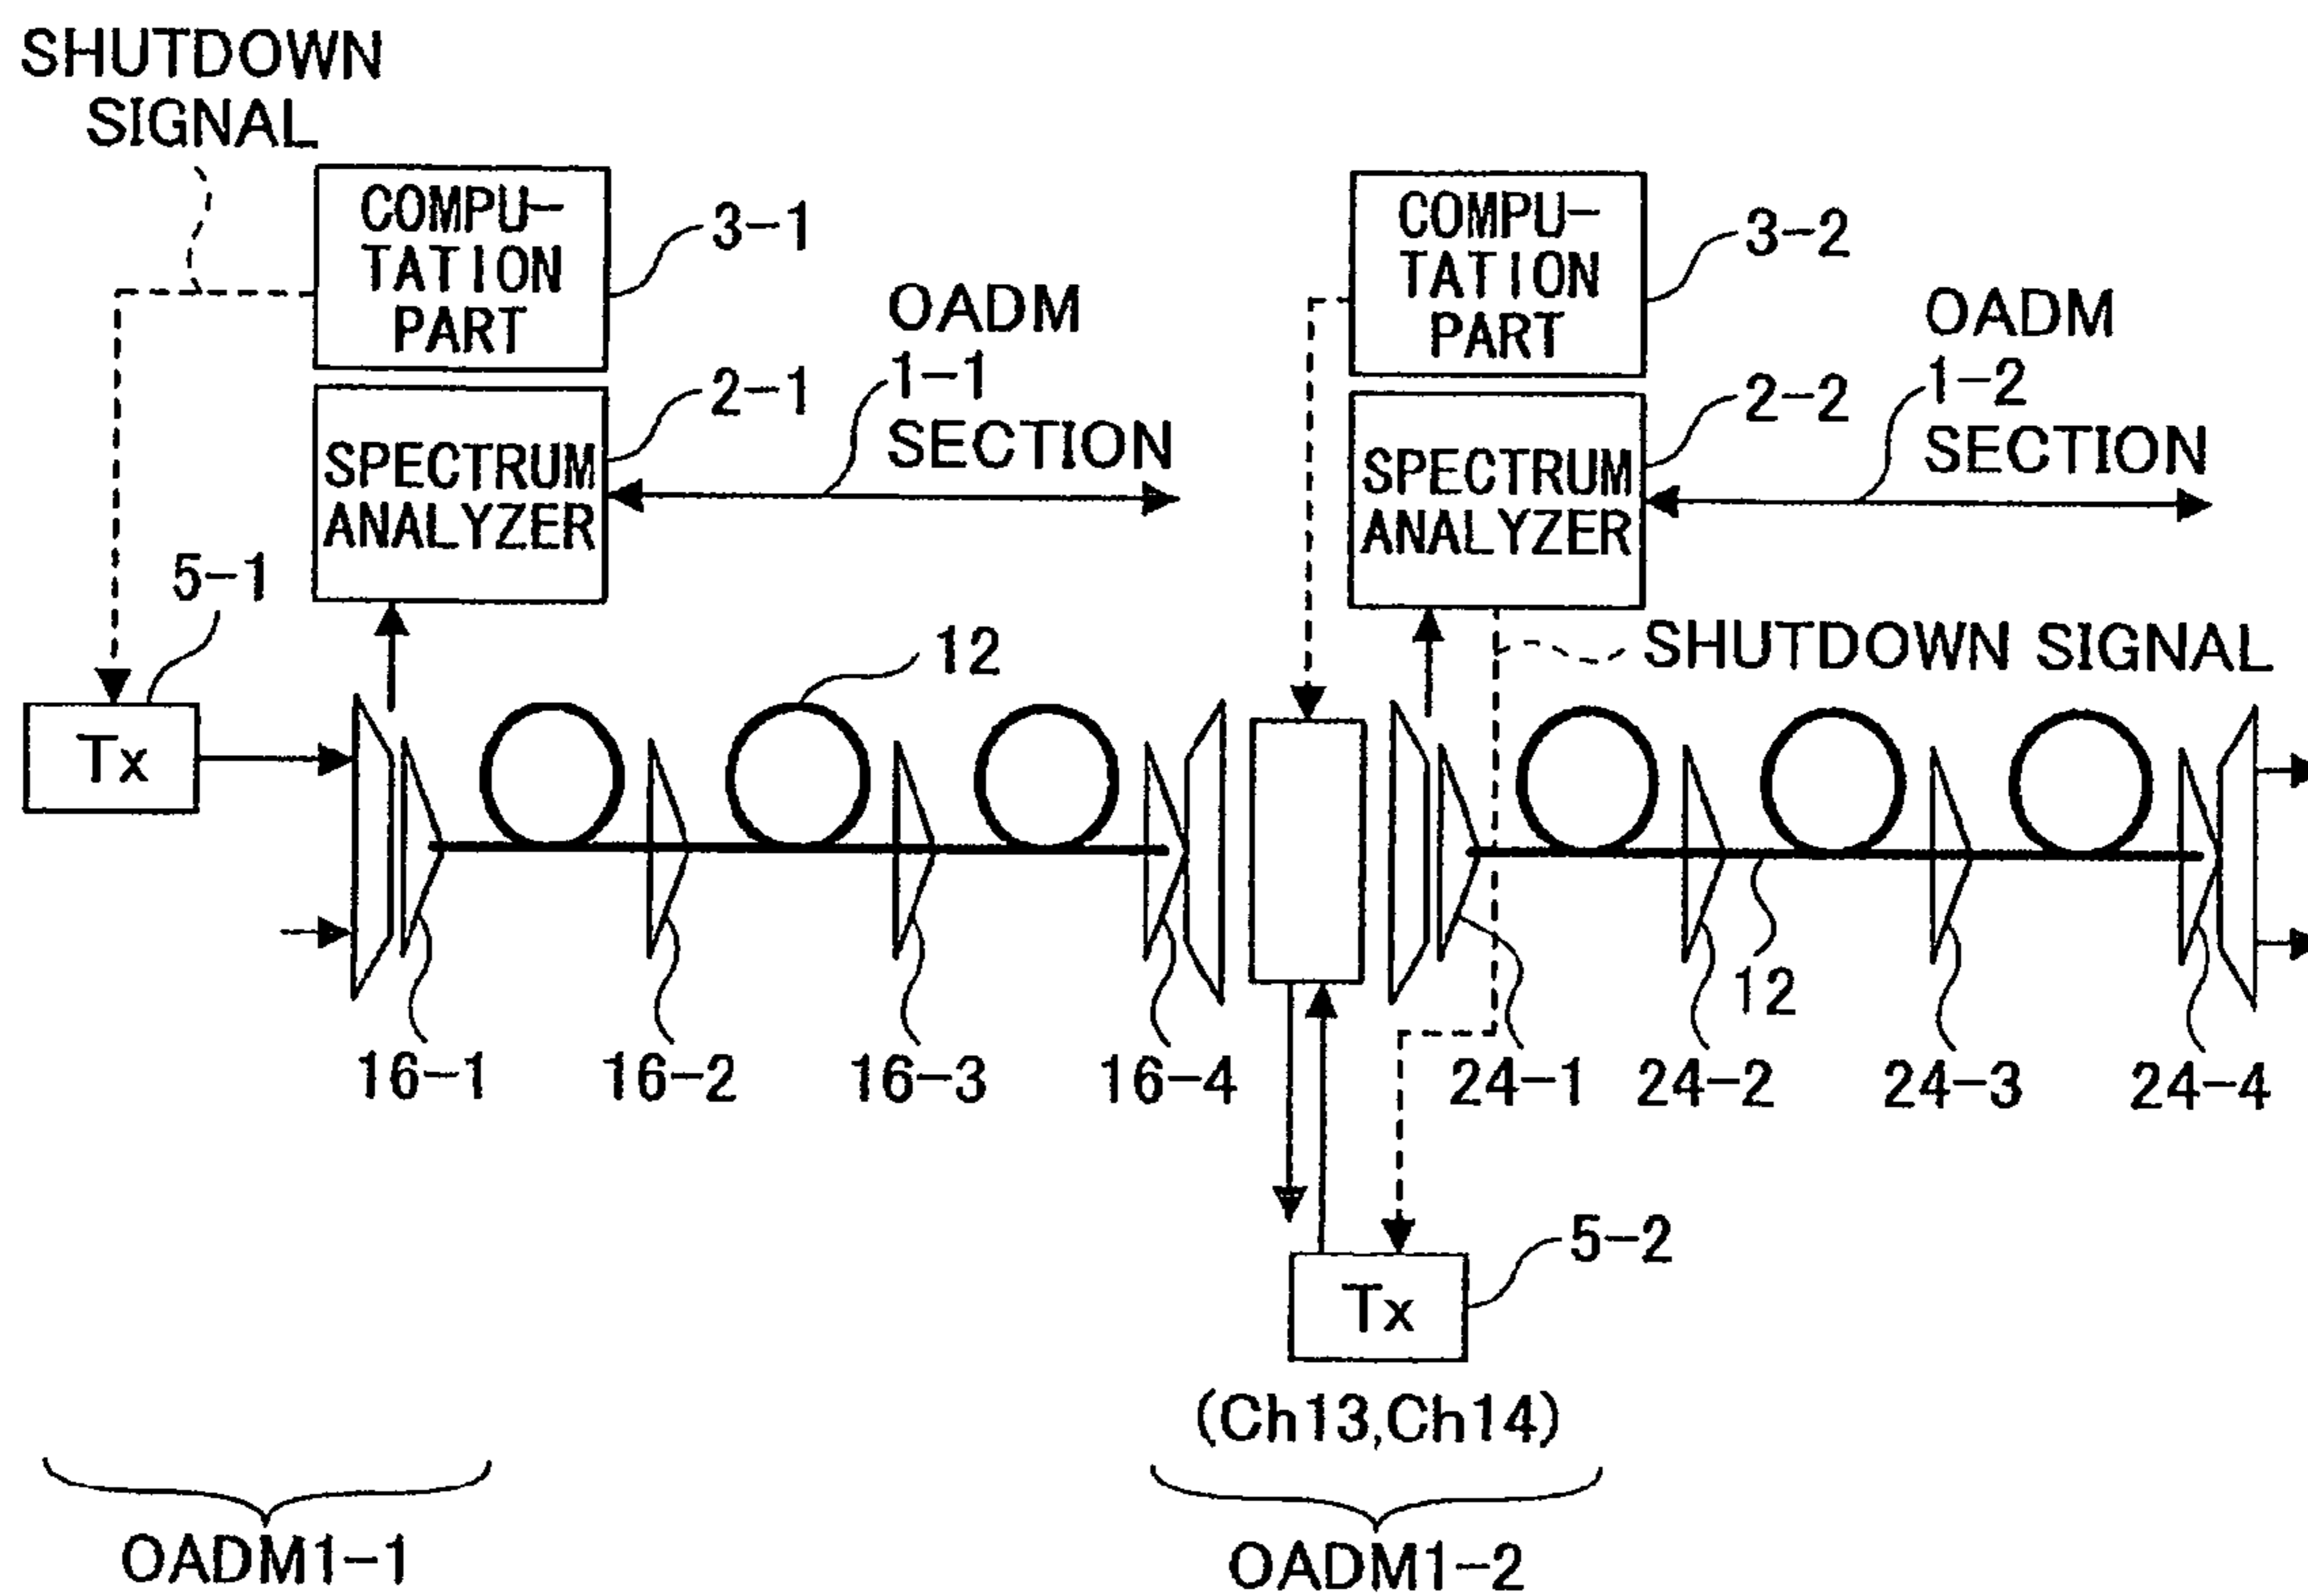 SHUTDOWN
SIGNAL
COMPU-
TATION
PART
3-1
OADM
1-1
SECTION
2-1
SPECTRUM
ANALYZER
5-1
Tx
12
COMPU-
TATION
PART
3-2
OADM
1-2
SECTION
2-2
SPECTRUM
ANALYZER
SHUTDOWN SIGNAL
12
16-1
16-2
16-3
16-4
24-1
24-2
24-3
24-4
5-2
Tx
(Ch13,Ch14)
OADM1-1
OADM1-2